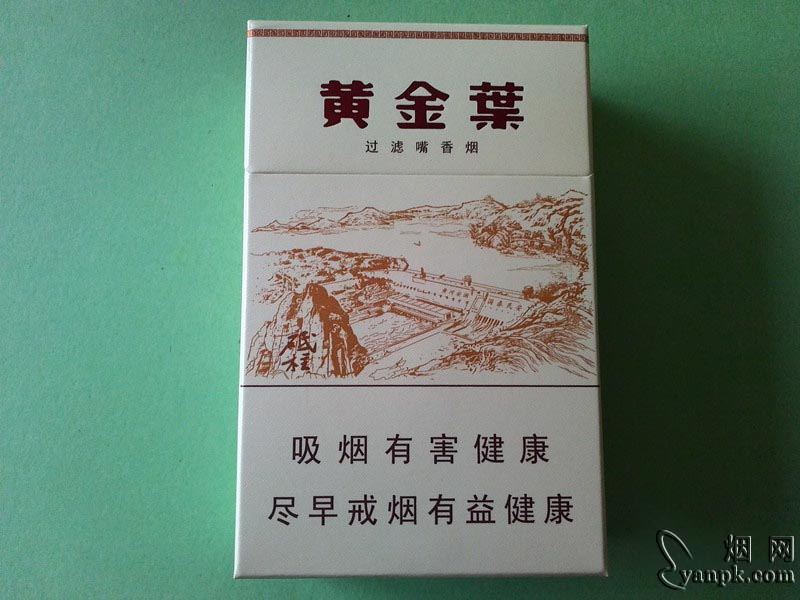 黄金葉
过滤嘴香烟
砥柱
吸烟有害健康
尽早戒烟有益健康
烟网
yanpk.com